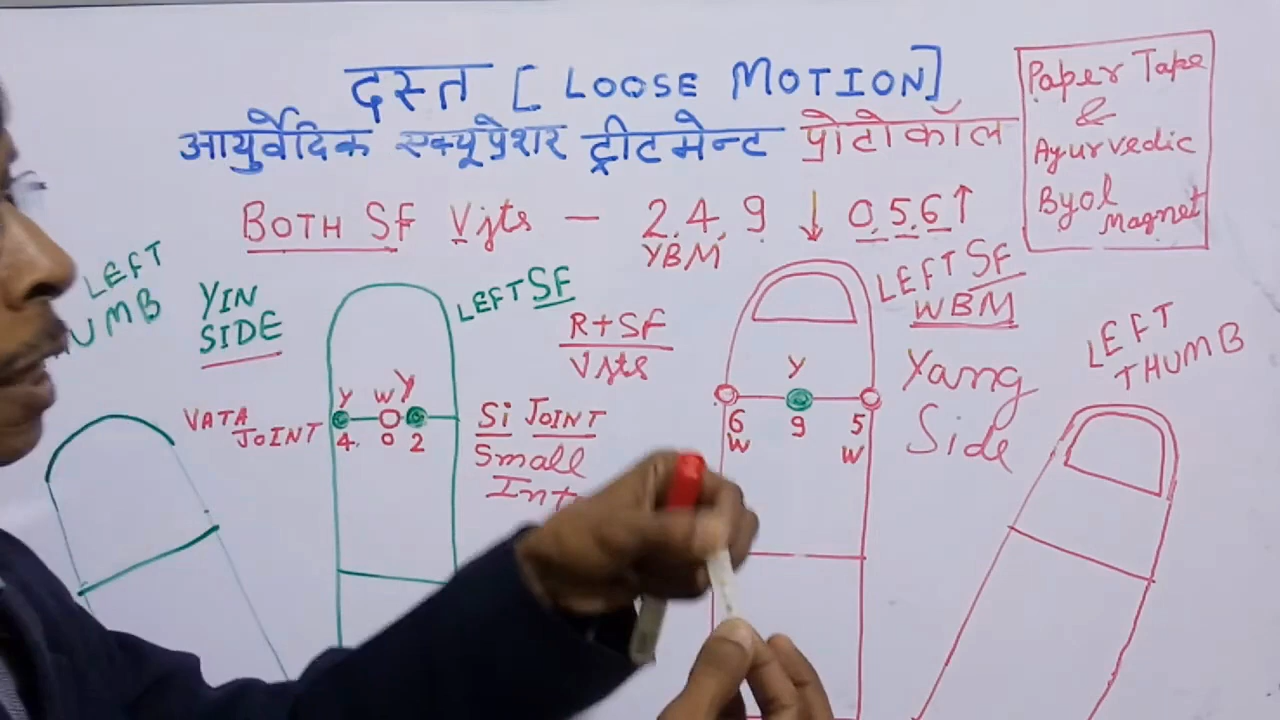 दस्त [ LOOSE MOTION ]
आयुर्वेदिक एक्यूप्रेशर ट्रीटमेन्ट प्रोटोकॉल
Paper Tape
&
Ayurvedic
Byol
Magnet
BOTH SF Vjts – 2.4.9 ↓ 0.5.6 ↑
YBM
LEFT
UMB
YIN
SIDE
LEFT SF
R+SF
Vjts
LEFT SF
WBM
Yang
Side
LEFT
THUMB
VATA
JOINT
Y W Y
4. 0 2
Si JOINT
Small
Int
Y
6 9 5
W W